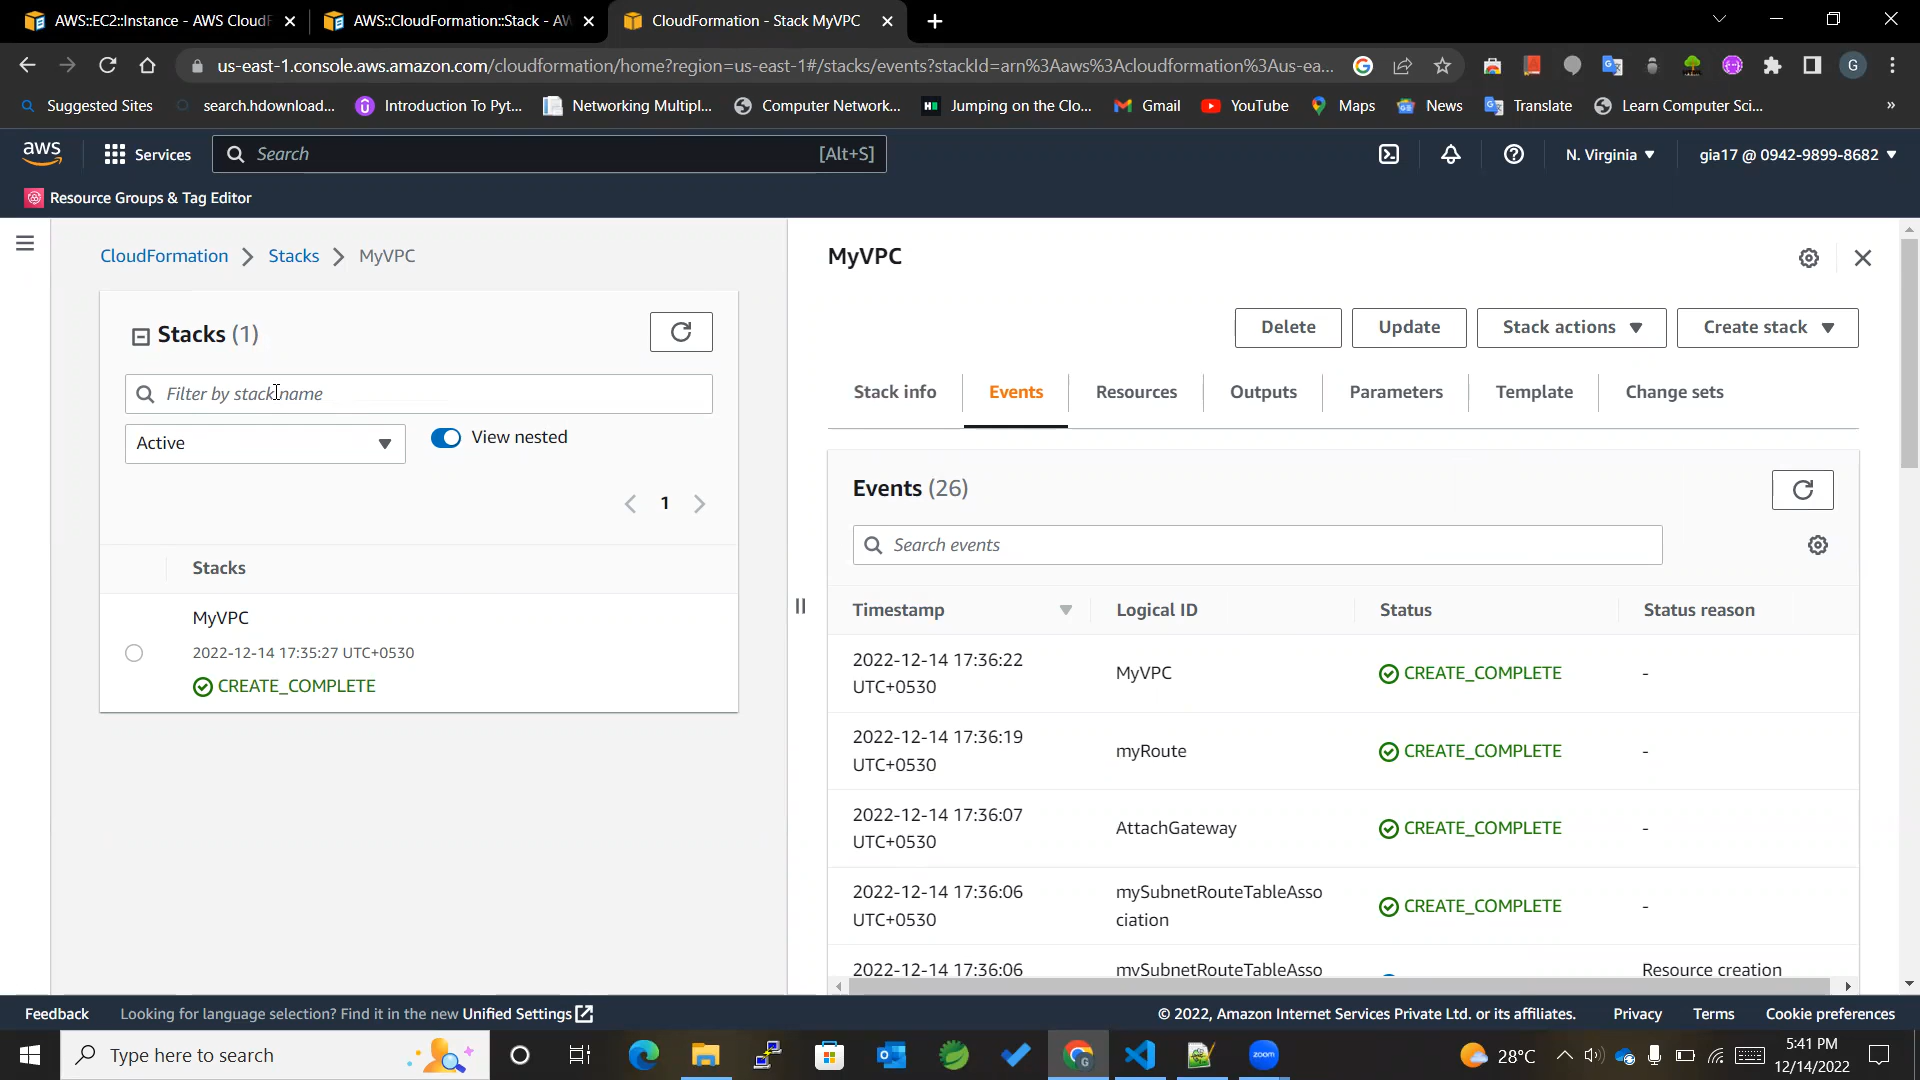 AWS::EC2::Instance - AWS CloudF
AWS::CloudFormation::Stack - AW
CloudFormation - Stack MyVPC
us-east-1.console.aws.amazon.com/cloudformation/home?region=us-east-1#/stacks/events?stackId=arn%3Aaws%3Acloudformation%3Aus-ea...
G
Suggested Sites
search.hdownload...
Introduction To Pyt...
Networking Multipl...
Computer Network...
Jumping on the Clo...
Gmail
YouTube
Maps
News
Translate
Learn Computer Sci...
»
aws
Services
Search
[Alt+S]
N. Virginia
gia17 @ 0942-9899-8682
Resource Groups & Tag Editor
CloudFormation
Stacks
MyVPC
Stacks (1)
Filter by stack name
Active
View nested
1
Stacks
MyVPC
2022-12-14 17:35:27 UTC+0530
CREATE_COMPLETE
MyVPC
Delete
Update
Stack actions
Create stack
Stack info
Events
Resources
Outputs
Parameters
Template
Change sets
Events (26)
Search events
Timestamp
Logical ID
Status
Status reason
2022-12-14 17:36:22
UTC+0530
MyVPC
CREATE_COMPLETE
-
2022-12-14 17:36:19
UTC+0530
myRoute
CREATE_COMPLETE
-
2022-12-14 17:36:07
UTC+0530
AttachGateway
CREATE_COMPLETE
-
2022-12-14 17:36:06
UTC+0530
mySubnetRouteTableAsso
ciation
CREATE_COMPLETE
-
2022-12-14 17:36:06
mySubnetRouteTableAsso
Resource creation
Feedback
Looking for language selection? Find it in the new Unified Settings
© 2022, Amazon Internet Services Private Ltd. or its affiliates.
Privacy
Terms
Cookie preferences
Type here to search
zoom
28°C
5:41 PM
12/14/2022